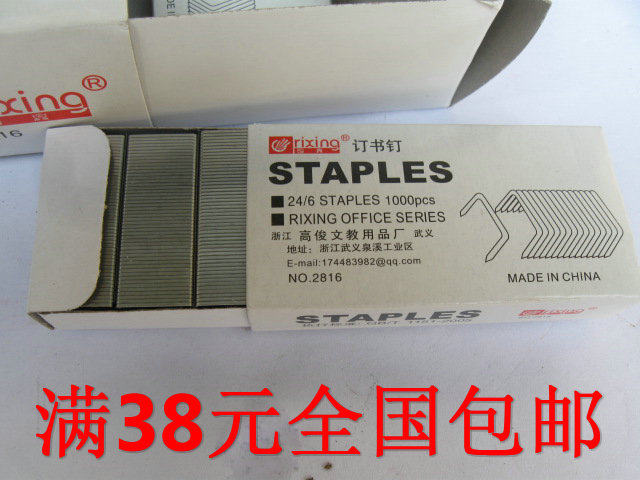 ixing®
2816
rixing® 订书钉
STAPLES
24/6 STAPLES 1000pcs
RIXING OFFICE SERIES
浙江 高俊文教用品厂 武义
地址: 浙江武义泉溪工业区
E-mail:174483982@qq.com
NO.2816
MADE IN CHINA
STAPLES
rixing
满38元全国包邮